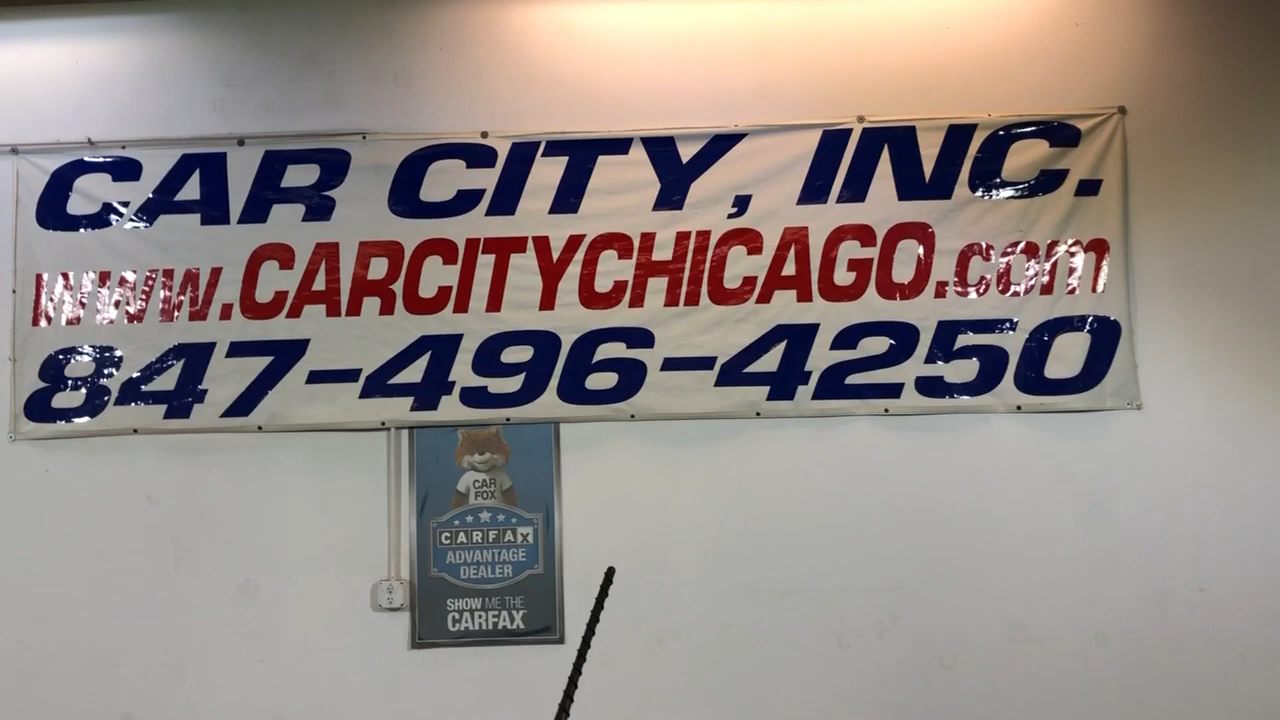 CAR CITY, INC.
www.CARCITYCHICAGO.com
847-496-4250
CAR
FOX
CARFAX
ADVANTAGE
DEALER
SHOW ME THE
CARFAX